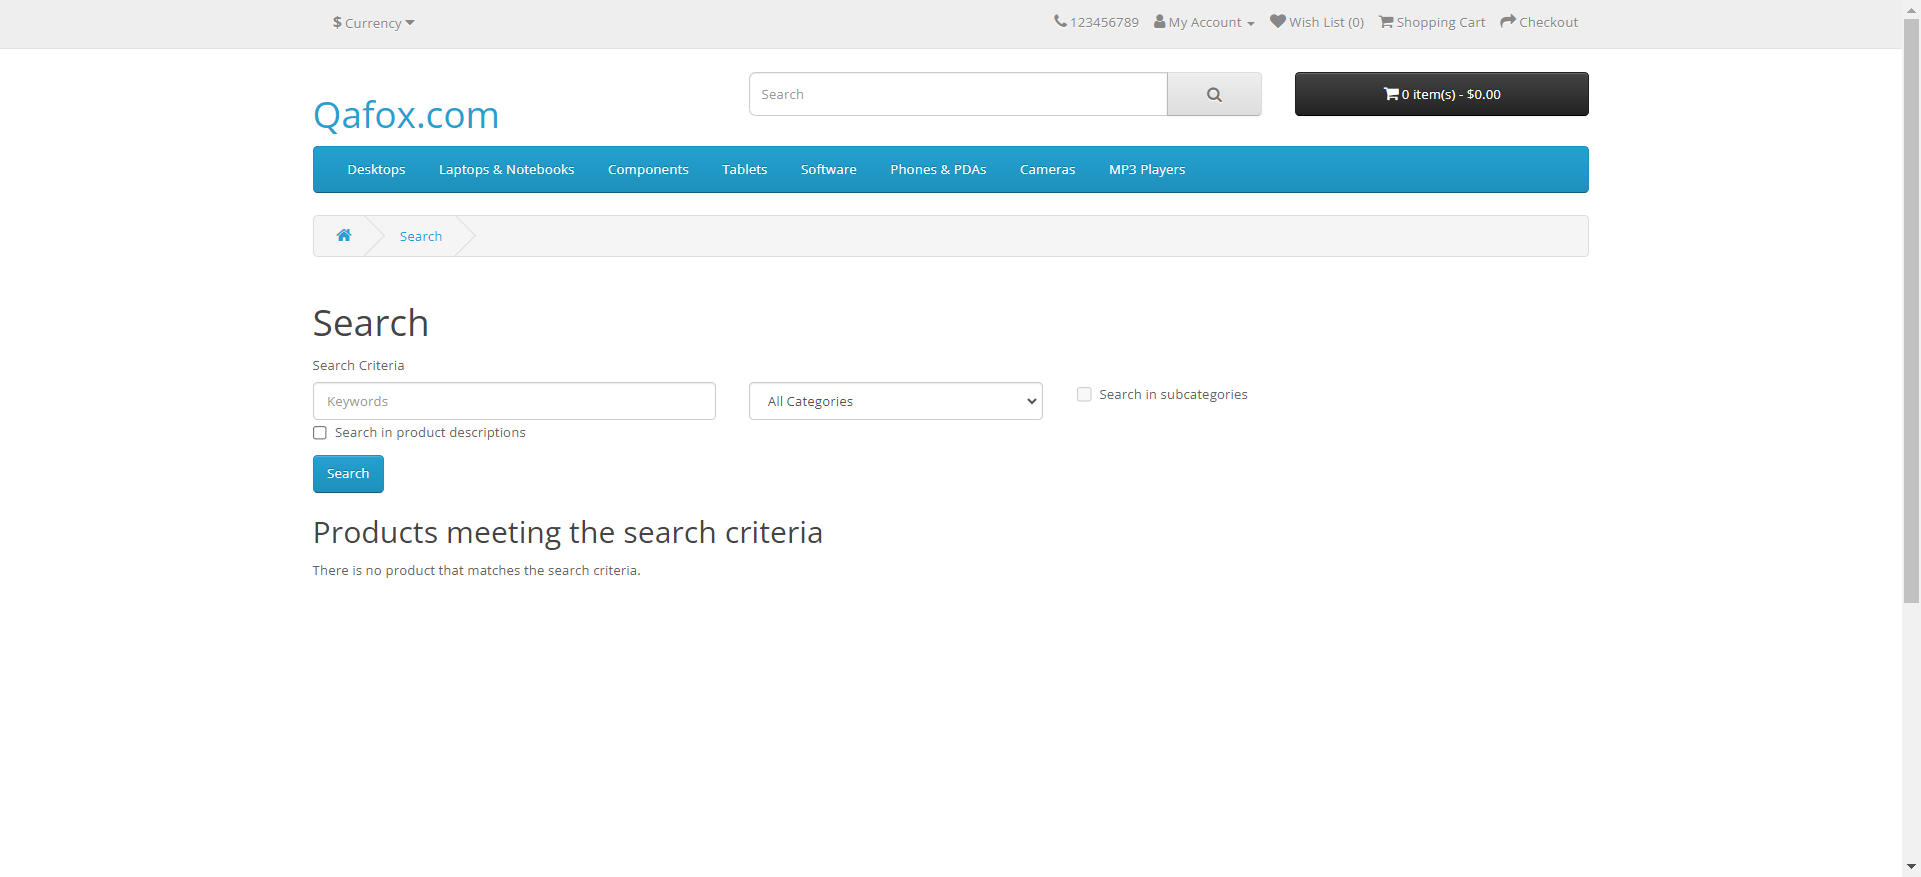 $ Currency
123456789 My Account Wish List (0) Shopping Cart Checkout
Qafox.com
Search
0 item(s) - $0.00
Desktops Laptops & Notebooks Components Tablets Software Phones & PDAs Cameras MP3 Players
Search
Search
Search Criteria
Keywords
All Categories
Search in subcategories
Search in product descriptions
Search
Products meeting the search criteria
There is no product that matches the search criteria.